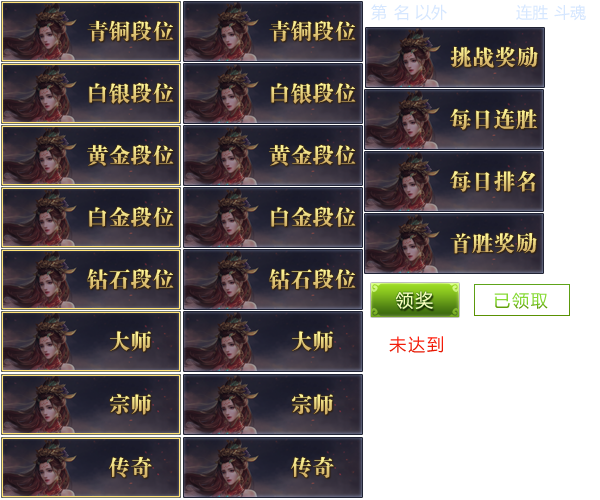 青铜段位
青铜段位
第 名 以外
连胜 斗魂
挑战奖励
白银段位
白银段位
每日连胜
黄金段位
黄金段位
每日排名
白金段位
白金段位
首胜奖励
钻石段位
钻石段位
领奖
已领取
大师
大师
未达到
宗师
宗师
传奇
传奇